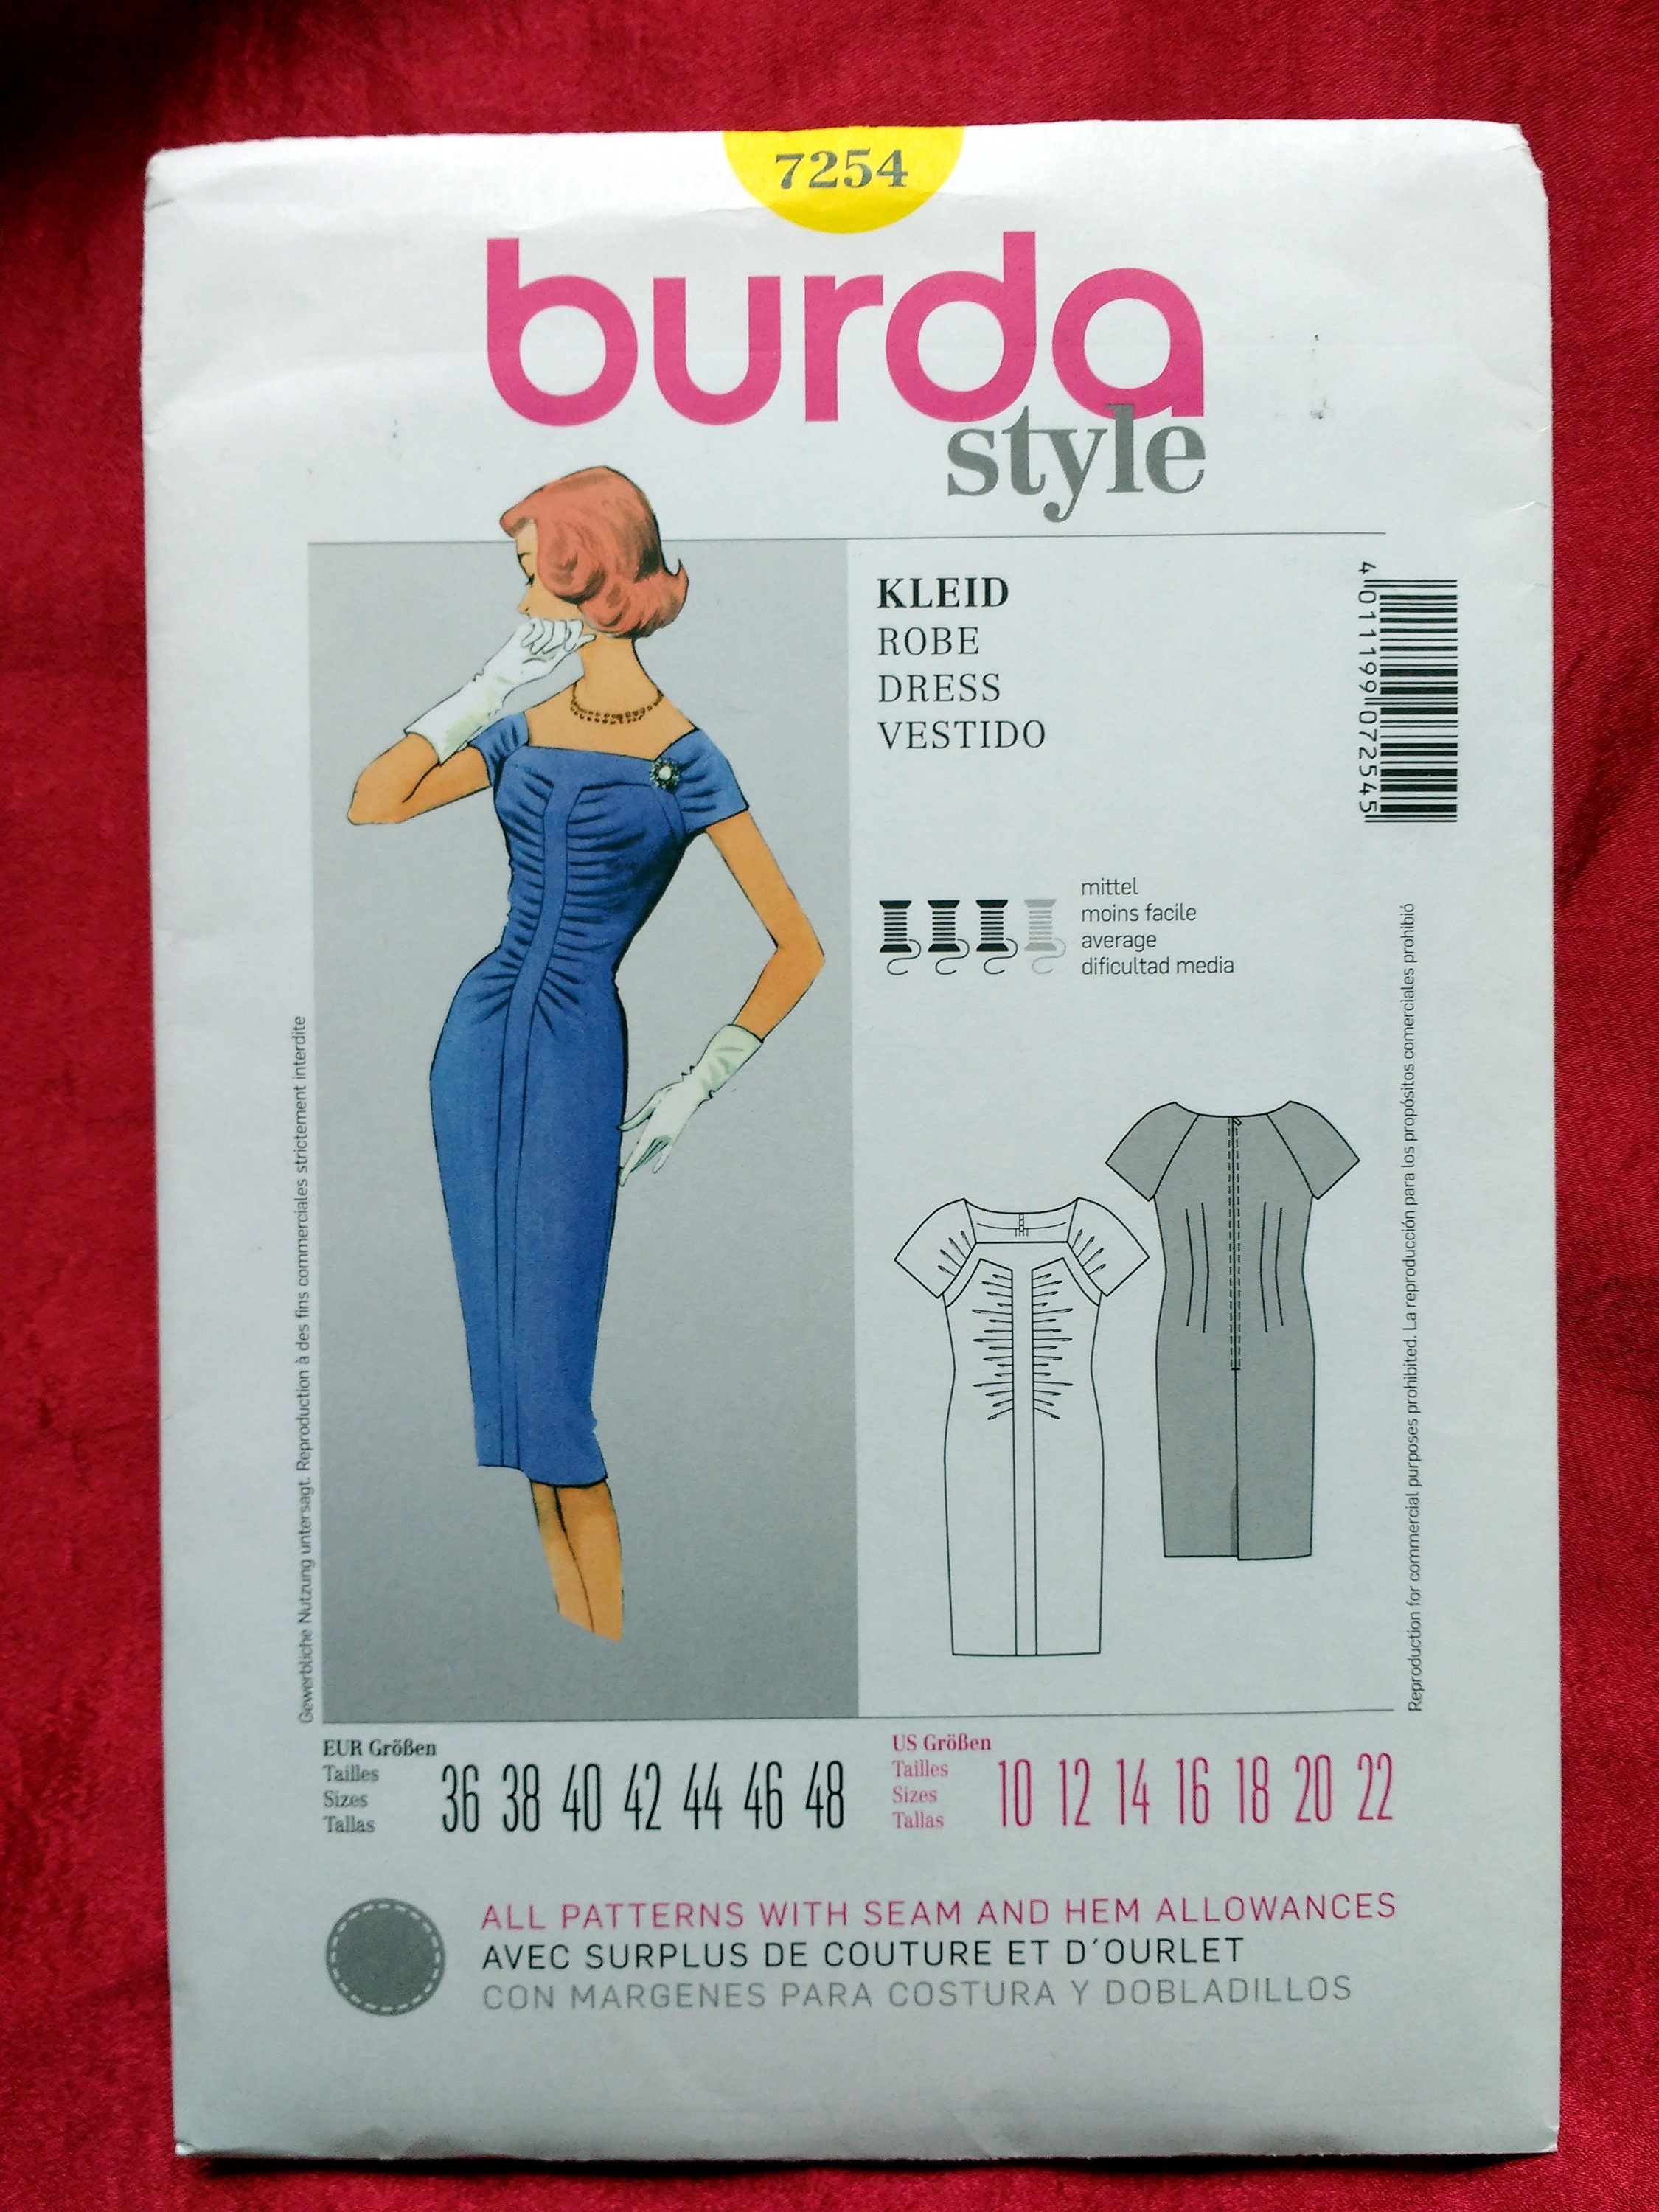 7254
burda
style
KLEID
ROBE
DRESS
VESTIDO
4 011199 072545
mittel
moins facile
average
dificultad media
Gewerbliche Nutzung untersagt. Reproduction à des fins commerciales strictement interdite
Reproduction for commercial purposes prohibited. La reproducción para los propósitos comerciales prohibió
EUR Größen
Tailles
Sizes
Tallas
36 38 40 42 44 46 48
US Größen
Tailles
Sizes
Tallas
10 12 14 16 18 20 22
ALL PATTERNS WITH SEAM AND HEM ALLOWANCES
AVEC SURPLUS DE COUTURE ET D´OURLET
CON MARGENES PARA COSTURA Y DOBLADILLOS